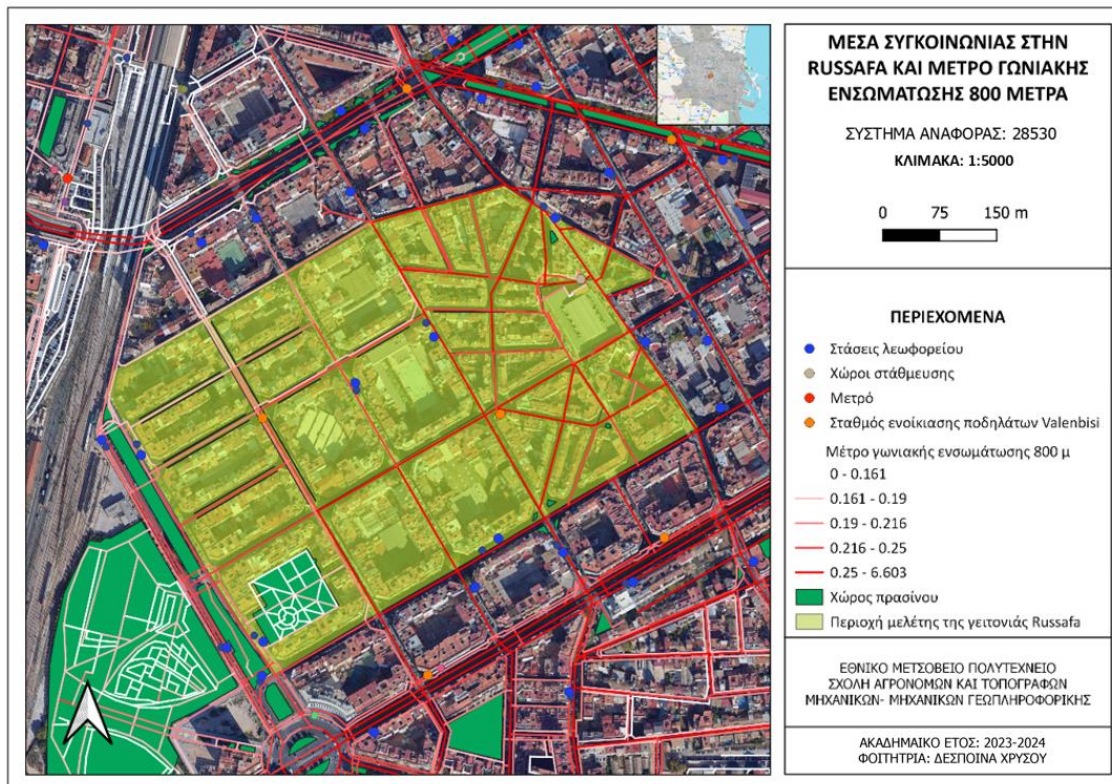 ΜΕΣΑ ΣΥΓΚΟΙΝΩΝΙΑΣ ΣΤΗΝ
RUSSAFA ΚΑΙ ΜΕΤΡΟ ΓΩΝΙΑΚΗΣ
ΕΝΣΩΜΑΤΩΣΗΣ 800 ΜΕΤΡΑ
ΣΥΣΤΗΜΑ ΑΝΑΦΟΡΑΣ: 28530
ΚΛΙΜΑΚΑ: 1:5000
0 75 150 m
ΠΕΡΙΕΧΟΜΕΝΑ
Στάσεις λεωφορείου
Χώροι στάθμευσης
Μετρό
Σταθμός ενοίκιασης ποδηλάτων Valenbisi
Μέτρο γωνιακής ενσωμάτωσης 800 μ
0 - 0.161
0.161 - 0.19
0.19 - 0.216
0.216 - 0.25
0.25 - 6.603
Χώρος πρασίνου
Περιοχή μελέτης της γειτονιάς Russafa
ΕΘΝΙΚΟ ΜΕΤΣΟΒΕΙΟ ΠΟΛΥΤΕΧΝΕΙΟ
ΣΧΟΛΗ ΑΓΡΟΝΟΜΩΝ ΚΑΙ ΤΟΠΟΓΡΑΦΩΝ
ΜΗΧΑΝΙΚΩΝ- ΜΗΧΑΝΙΚΩΝ ΓΕΩΠΛΗΡΟΦΟΡΙΚΗΣ
ΑΚΑΔΗΜΑΙΚΟ ΕΤΟΣ: 2023-2024
ΦΟΙΤΗΤΡΙΑ: ΔΕΣΠΟΙΝΑ ΧΡΥΣΟΥ